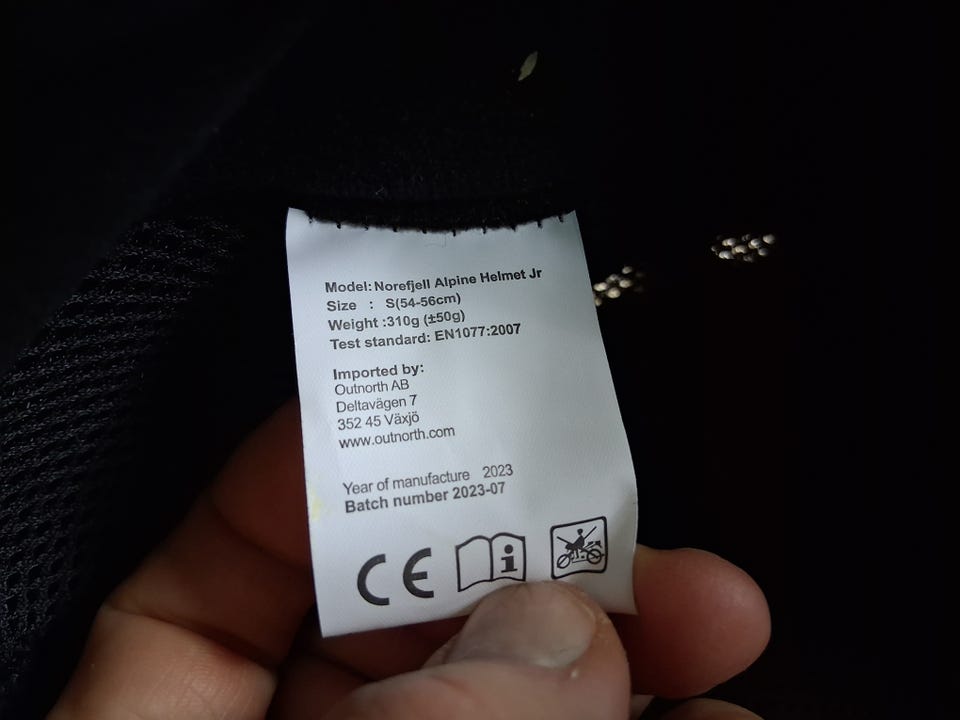 Model: Norefjell Alpine Helmet Jr
Size : S(54-56cm)
Weight :310g (±50g)
Test standard: EN1077:2007
Imported by:
Outnorth AB
Deltavägen 7
352 45 Växjö
www.outnorth.com
Year of manufacture 2023
Batch number 2023-07
CE i